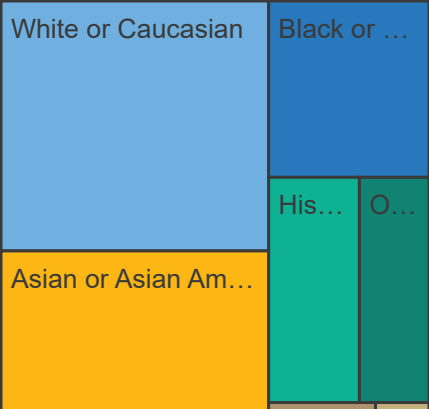 White or Caucasian
Black or …
His…
O…
Asian or Asian Am…